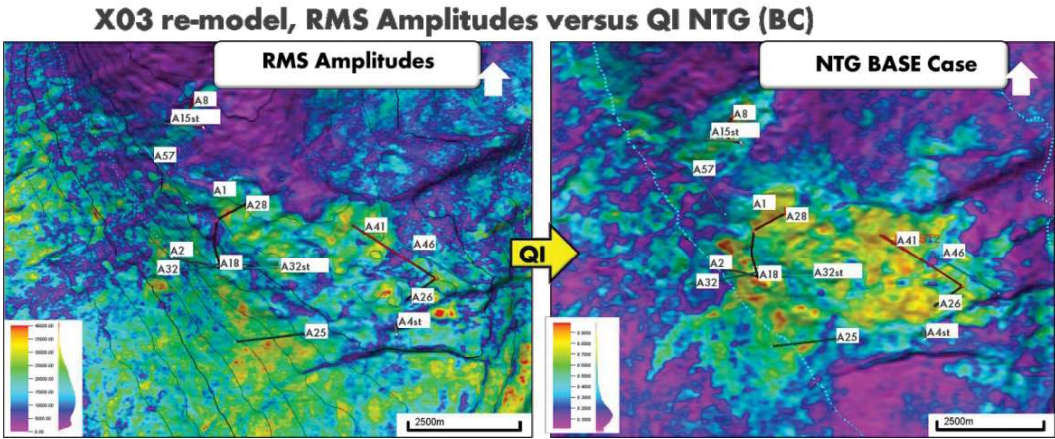 X03 re-model, RMS Amplitudes versus QI NTG (BC)
RMS Amplitudes
A8
A15st
A57
A1
A28
A41
A2
A46
A32
A18
A32st
A26
A4st
A25
2500m
QI
NTG BASE Case
A8
A15st
A57
A1
A28
A41
A2
A46
A32
A18
A32st
A26
A4st
A25
2500m